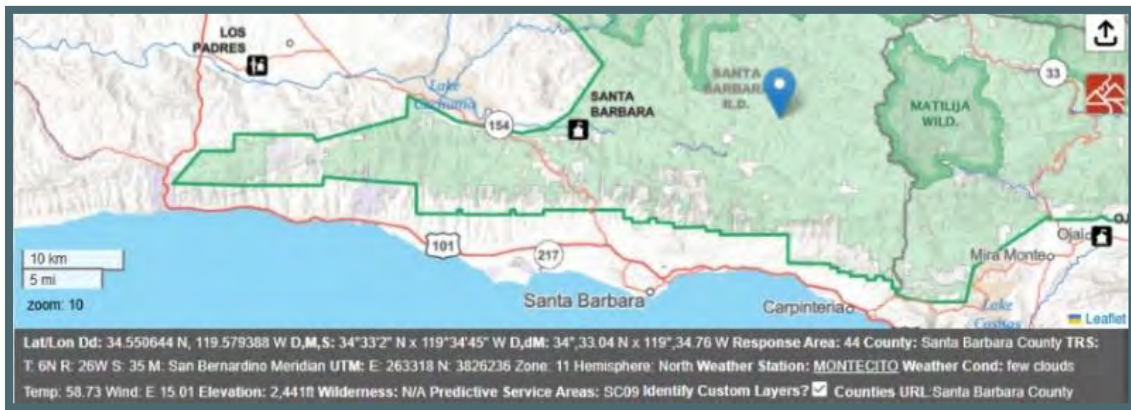 LOS
PADRES
Lake
Cachuma
154
SANTA
BARBARA
SANTA
BARBARA
R.D.
33
MATILIJA
WILD.
101
217
10 km
5 mi
zoom: 10
Santa Barbara
Carpinteria
Mira Monte
Ojai
Lake
Casitas
Leaflet
Lat/Lon Dd: 34.550644 N, 119.579388 W D,M,S: 34°33'2" N x 119°34'45" W D,dM: 34°,33.04 N x 119°,34.76 W Response Area: 44 County: Santa Barbara County TRS:
T: 6N R: 26W S: 35 M: San Bernardino Meridian UTM: E: 263318 N: 3826236 Zone: 11 Hemisphere: North Weather Station: MONTECITO Weather Cond: few clouds
Temp: 58.73 Wind: E 15.01 Elevation: 2,441ft Wilderness: N/A Predictive Service Areas: SC09 Identify Custom Layers? Counties URL:Santa Barbara County